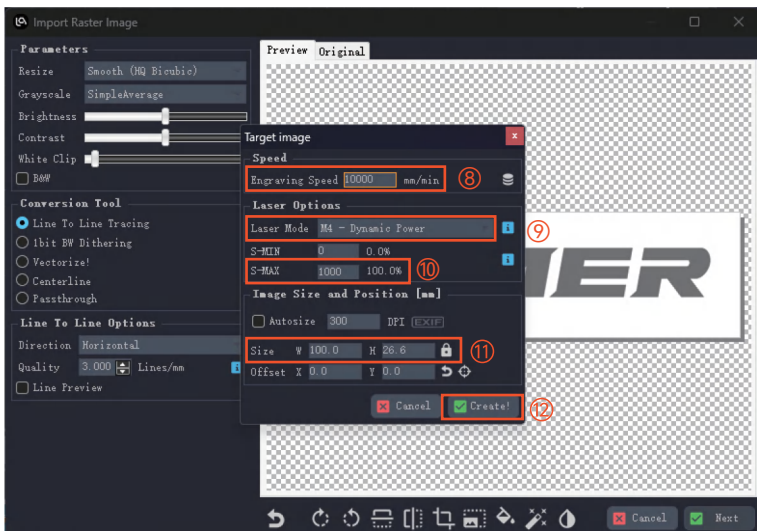 Import Raster Image
Parameters
Resize Smooth (HQ Bicubic)
Grayscale SimpleAverage
Brightness
Contrast
White Clip
B&W
Conversion Tool
Line To Line Tracing
1bit BW Dithering
Vectorize!
Centerline
Passthrough
Line To Line Options
Direction Horizontal
Quality 3.000 Lines/mm
Line Preview
Preview Original
Target image
Speed
Engraving Speed 10000 mm/min ⑧
Laser Options
Laser Mode M4 - Dynamic Power ⑨
S-MIN 0 0.0%
S-MAX 1000 100.0% ⑩
Image Size and Position [mm]
Autosize 300 DPI EXIF
Size W 100.0 H 26.6 ⑪
Offset X 0.0 Y 0.0
Cancel Create! ⑫
Cancel Next